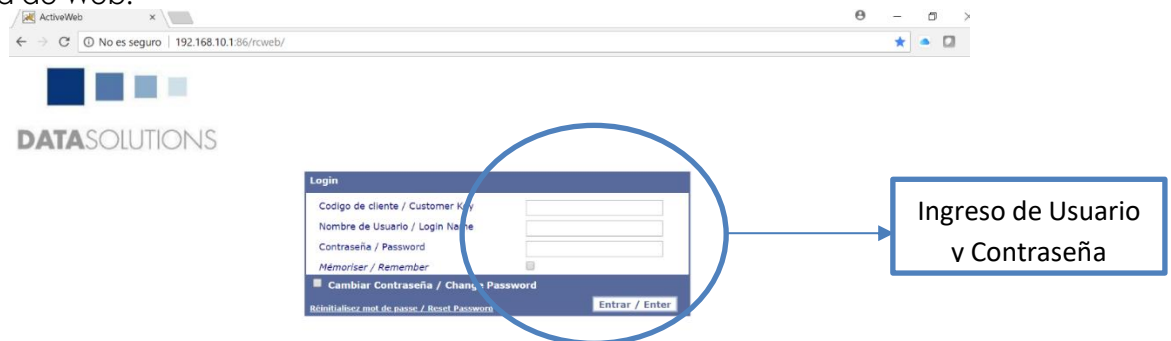 de Web.
ActiveWeb
No es seguro 192.168.10.1:86/rcweb/
DATASOLUTIONS
Login
Codigo de cliente / Customer Key
Nombre de Usuario / Login Name
Contraseña / Password
Mémoriser / Remember
Cambiar Contraseña / Change Password
Réinitialisez mot de passe / Reset Password
Entrar / Enter
Ingreso de Usuario
y Contraseña